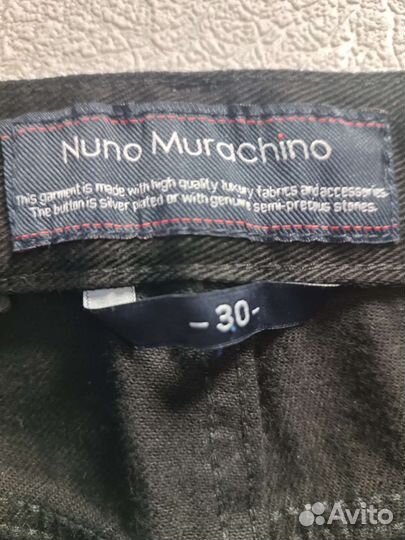 Nuno Murachino
This garment is made with high quality luxury fabrics and accessories.
The button is silver plated or with genuine semi-precious stones.
- 30 -
Avito